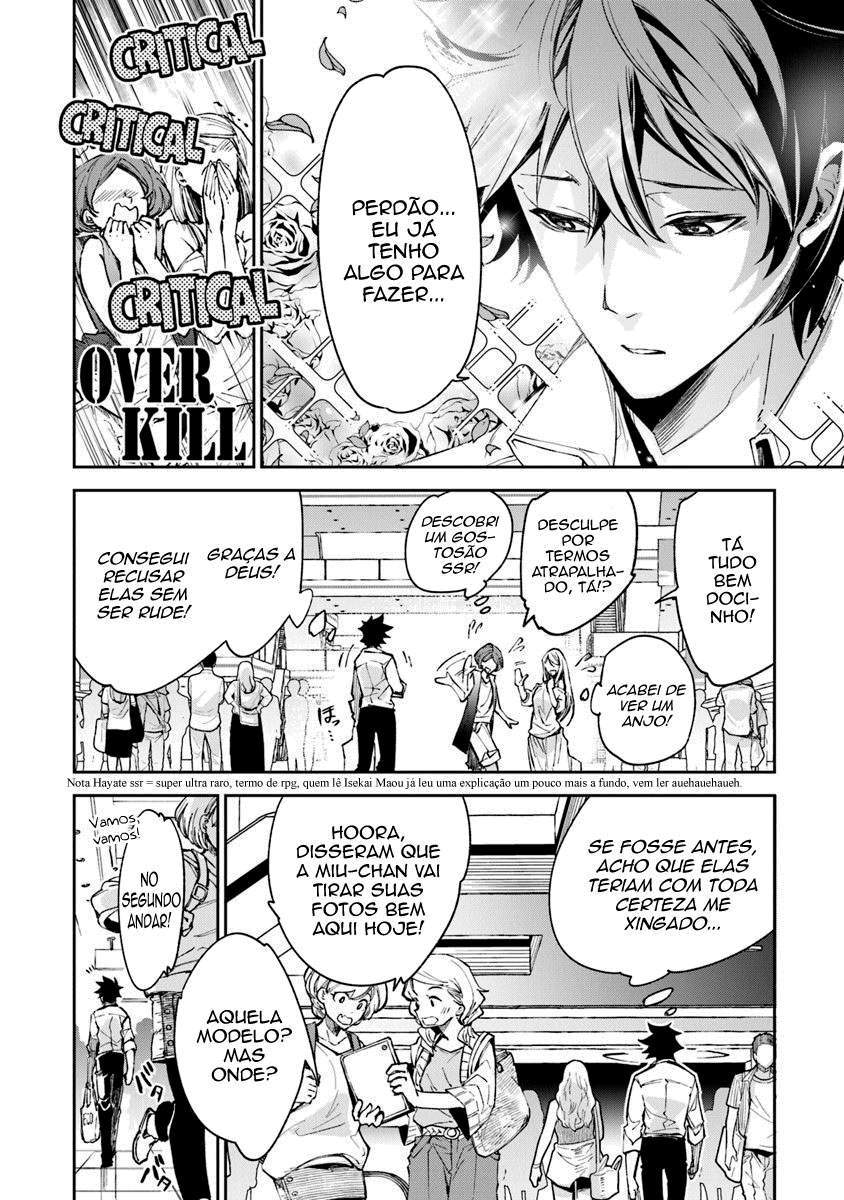 PERDÃO...
EU JÁ
TENHO
ALGO PARA
FAZER...
CRITICAL
CRITICAL
CRITICAL
OVER
KILL
TÁ
TUDO
BEM
DOCI-
NHO!
DESCULPE
POR
TERMOS
ATRAPALHA-
DO, TÁ!?
ACABEI DE
VER UM
ANJO!
DESCOBRI
UM GOS-
TOSÃO
SSR!
GRAÇAS A
DEUS!
CONSEGUI
RECUSAR
ELAS SEM
SER RUDE!
ほっ
Nota Hayate ssr = super ultra raro, termo de rpg, quem lê Isekai Maou já leu uma explicação um pouco mais a fundo, vem ler auehauehaueh.
SE FOSSE ANTES,
ACHO QUE ELAS
TERIAM COM TODA
CERTEZA ME
XINGADO...
HOORA,
DISSERAM QUE
A MIU-CHAN VAI
TIRAR SUAS
FOTOS BEM
AQUI HOJE!
AQUELA
MODELO?
MAS
ONDE?
Vamos,
vamos!
NO
SEGUNDO
ANDAR!